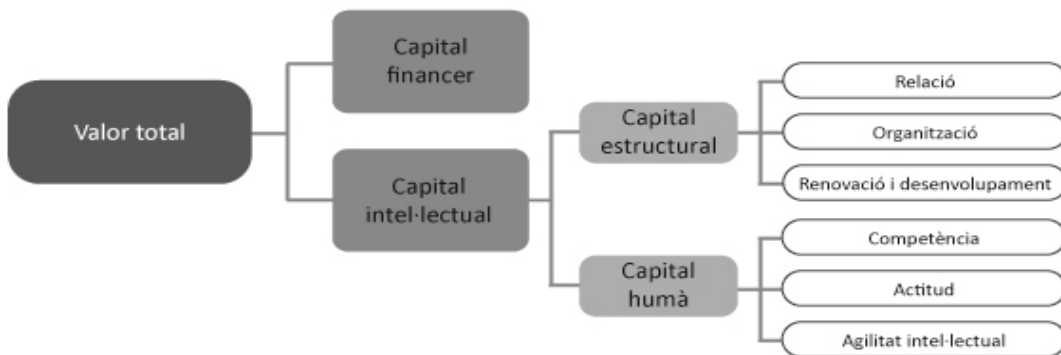 Valor total
Capital
financer
Capital
intel·lectual
Capital
estructural
Relació
Organització
Renovació i desenvolupament
Capital
humà
Competència
Actitud
Agilitat intel·lectual